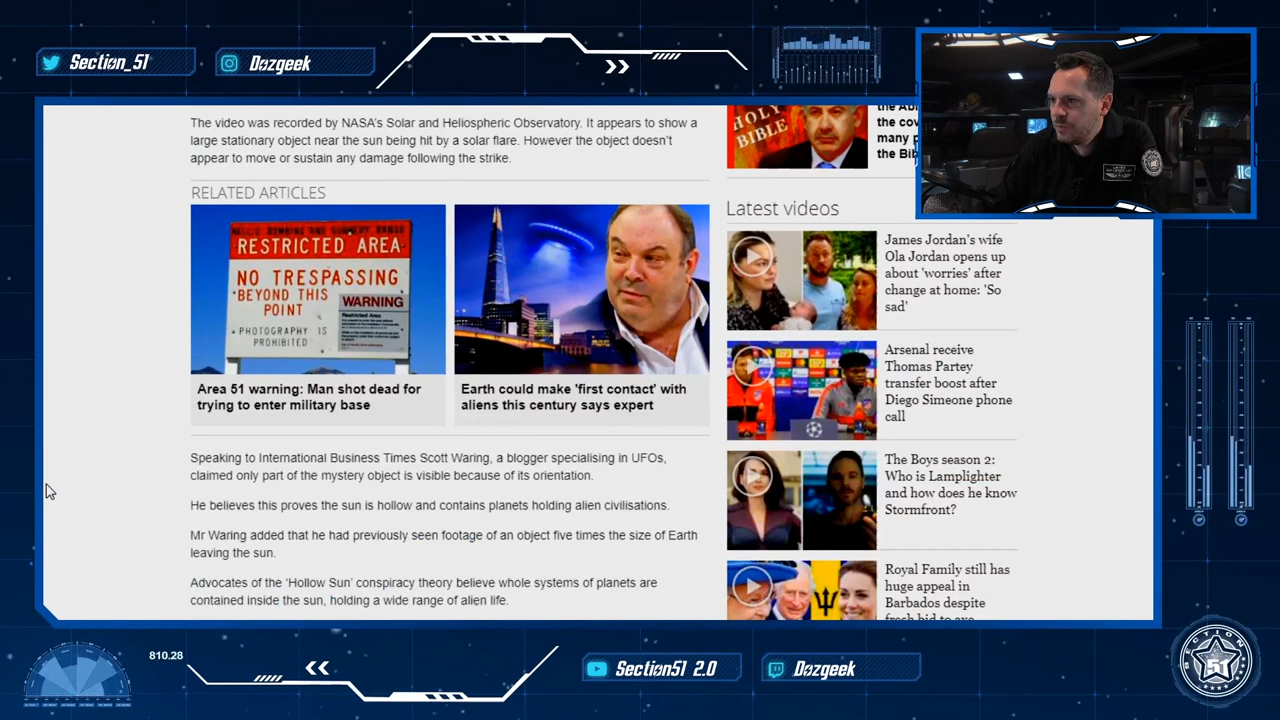 Section_51
Dazgeek
The video was recorded by NASA's Solar and Heliospheric Observatory. It appears to show a
large stationary object near the sun being hit by a solar flare. However the object doesn't
appear to move or sustain any damage following the strike.
RELATED ARTICLES
RESTRICTED AREA
NO TRESPASSING
BEYOND THIS
POINT
PHOTOGRAPHY IS
PROHIBITED
WARNING
Restricted Area
Area 51 warning: Man shot dead for
trying to enter military base
Earth could make 'first contact' with
aliens this century says expert
Speaking to International Business Times Scott Waring, a blogger specialising in UFOs,
claimed only part of the mystery object is visible because of its orientation.
He believes this proves the sun is hollow and contains planets holding alien civilisations.
Mr Waring added that he had previously seen footage of an object five times the size of Earth
leaving the sun.
Advocates of the 'Hollow Sun' conspiracy theory believe whole systems of planets are
contained inside the sun, holding a wide range of alien life.
HOLY
BIBLE
the cov
many p
the Bib
Latest videos
James Jordan's wife
Ola Jordan opens up
about 'worries' after
change at home: 'So
sad'
Arsenal receive
Thomas Partey
transfer boost after
Diego Simeone phone
call
The Boys season 2:
Who is Lamplighter
and how does he know
Stormfront?
Royal Family still has
huge appeal in
Barbados despite
fresh bid to axe
810.28
Section51 2.0
Dazgeek
SECTION
51